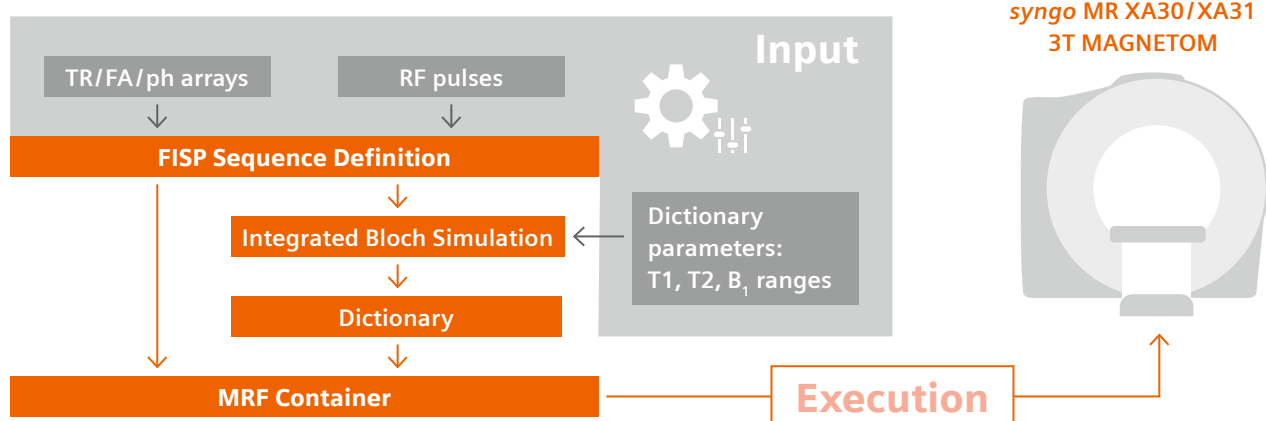 syngo MR XA30/XA31
3T MAGNETOM
Input
TR/FA/ph arrays
RF pulses
FISP Sequence Definition
Integrated Bloch Simulation
Dictionary
parameters:
T1, T2, B₁ ranges
Dictionary
MRF Container
Execution